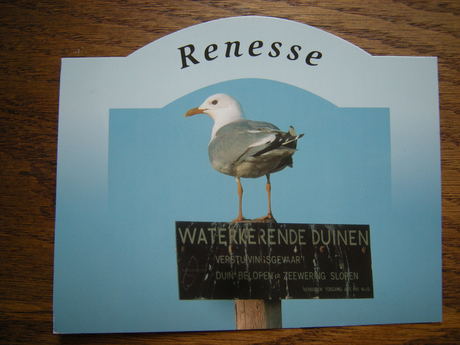 Renesse
WATERKERENDE DUINEN
VERSTUIVINGSGEVAAR
DUIN BELOPEN = ZEEWERING SLOPEN